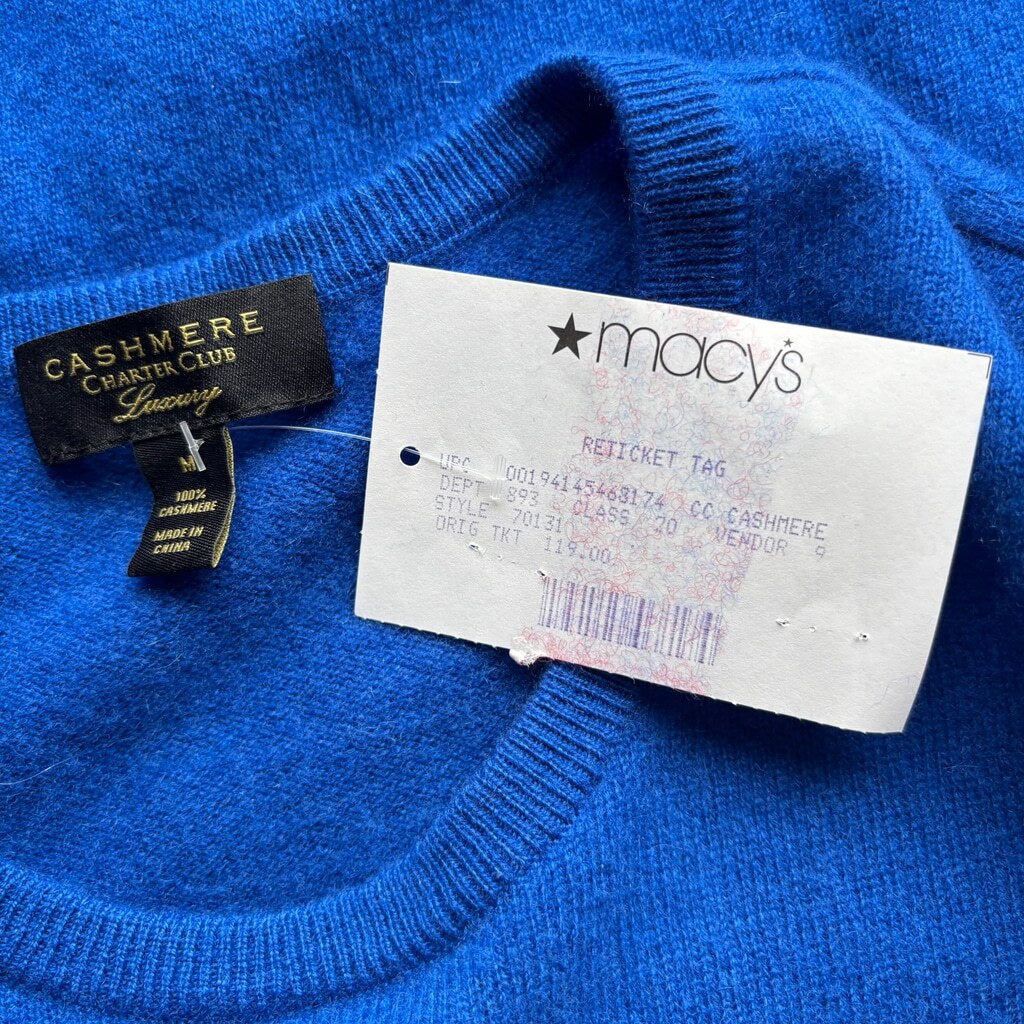 CASHMERE
CHARTER CLUB
Luxury
M
100%
CASHMERE
MADE IN
CHINA
macy's
RETICKET TAG
UPC 00194145468174 CC CASHMERE
DEPT 893 CLASS 70 VENDOR 9
STYLE 70131
ORIG TKT 119.00